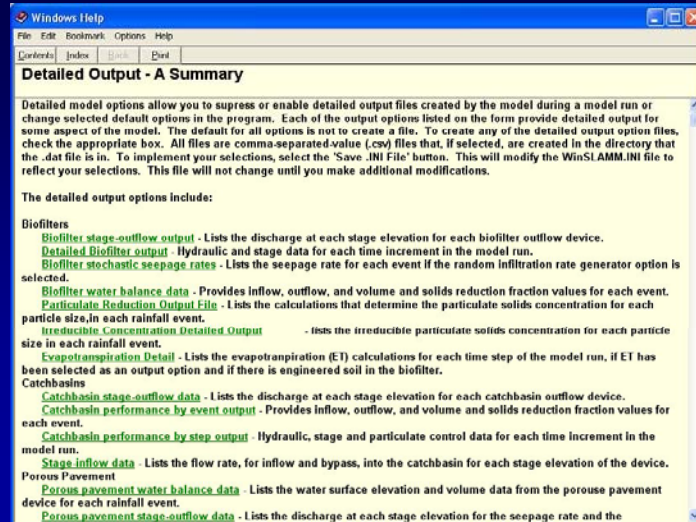 Windows Help
File Edit Bookmark Options Help
Contents Index Back Print
Detailed Output - A Summary
Detailed model options allow you to supress or enable detailed output files created by the model during a model run or
change selected default options in the program. Each of the output options listed on the form provide detailed output for
some aspect of the model. The default for all options is not to create a file. To create any of the detailed output option files,
check the appropriate box. All files are comma-separated-value (.csv) files that, if selected, are created in the directory that
the .dat file is in. To implement your selections, select the 'Save .INI File' button. This will modify the WinSLAMM.INI file to
reflect your selections. This file will not change until you make additional modifications.
The detailed output options include:
Biofilters
Biofilter stage-outflow output - Lists the discharge at each stage elevation for each biofilter outflow device.
Detailed Biofilter output - Hydraulic and stage data for each time increment in the model run.
Biofilter stochastic seepage rates - Lists the seepage rate for each event if the random infiltration rate generator option is
selected.
Biofilter water balance data - Provides inflow, outflow, and volume and solids reduction fraction values for each event.
Particulate Reduction Output File - Lists the calculations that determine the particulate solids concentration for each
particle size,in each rainfall event.
Irreducible Concentration Detailed Output - lists the irreducible particulate solids concentration for each particle
size in each rainfall event.
Evapotranspiration Detail - Lists the evapotranpiration (ET) calculations for each time step of the model run, if ET has
been selected as an output option and if there is engineered soil in the biofilter.
Catchbasins
Catchbasin stage-outflow data - Lists the discharge at each stage elevation for each catchbasin outflow device.
Catchbasin performance by event output - Provides inflow, outflow, and volume and solids reduction fraction values for
each event.
Catchbasin performance by step output - Hydraulic, stage and particulate control data for each time increment in the
model run.
Stage inflow data - Lists the flow rate, for inflow and bypass, into the catchbasin for each stage elevation of the device.
Porous Pavement
Porous pavement water balance data - Lists the water surface elevation and volume data from the porouse pavement
device for each rainfall event.
Porous pavement stage-outflow data - Lists the discharge at each stage elevation for the seepage rate and the